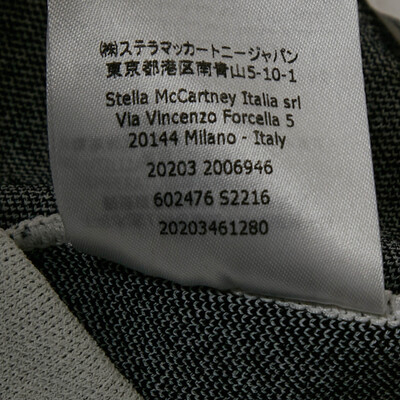 (株)ステラマッカートニージャパン
東京都港区南青山5-10-1
Stella McCartney Italia srl
Via Vincenzo Forcella 5
20144 Milano - Italy
20203 2006946
602476 S2216
20203461280